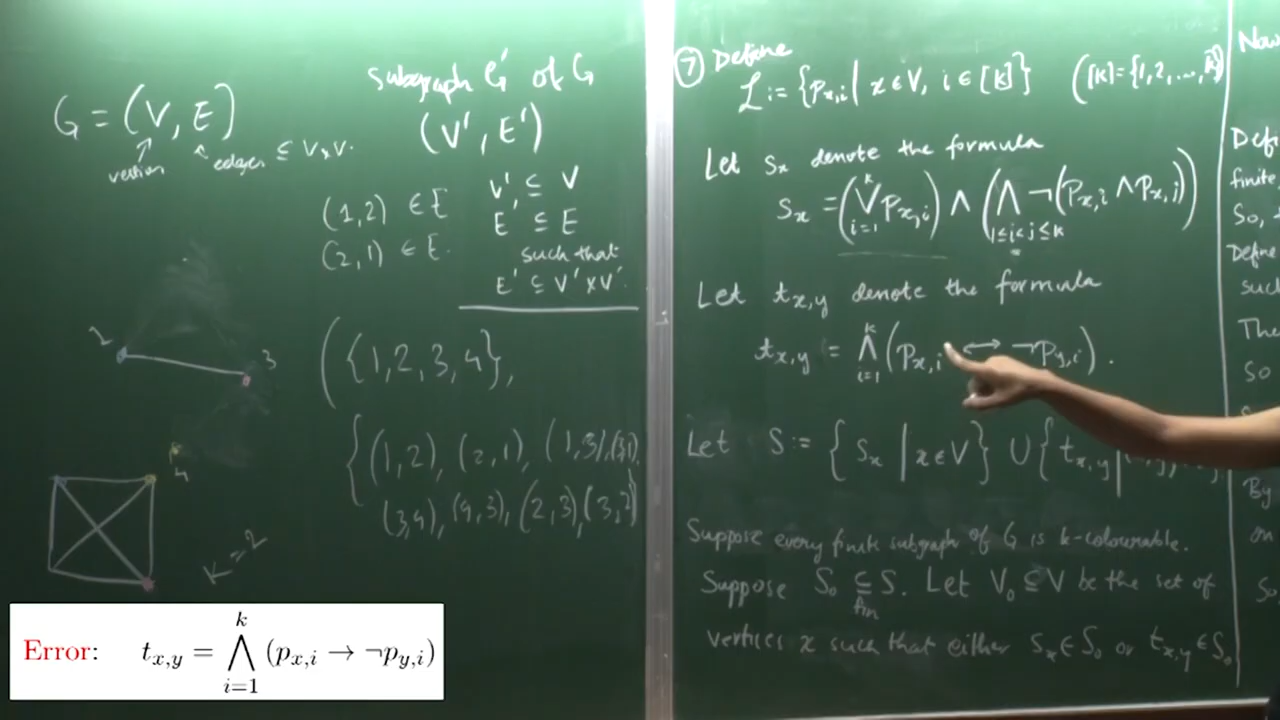 G = (V, E)
edges ⊆ V×V.
subgraph G' of G
(V', E')
V' ⊆ V
E' ⊆ E
such that
E' ⊆ V'×V'.
(1,2) ∈ E
(2,1) ∈ E.
1
3
4
K=2
({1,2,3,4},
{(1,2), (2,1), (1,3), (3,1),
(3,4), (4,3), (2,3), (3,2)
Error: t_{x,y} = ⋀_{i=1}^{k} (p_{x,i} → ¬p_{y,i})
⑦ Define
ℒ := {p_{x,i} | x ∈ V, i ∈ [k]} ([k] = {1,2,...,k})
Let S_x denote the formula
S_x = (⋁_{i=1}^{k} p_{x,i}) ∧ (⋀_{1≤i<j≤k} ¬(p_{x,i} ∧ p_{x,j}))
Let t_{x,y} denote the formula
t_{x,y} = ⋀_{i=1}^{k} (p_{x,i} ↔ ¬p_{y,i}).
Let S := {S_x | x ∈ V} ∪ {t_{x,y} |
Suppose every finite subgraph of G is k-colourable.
Suppose S₀ ⊆_{fin} S. Let V₀ ⊆ V be the set of
vertices x such that either S_x ∈ S₀ or t_{x,y} ∈ S₀
Now
Defi
finite
So,
Define
such
The
So
By
on
So